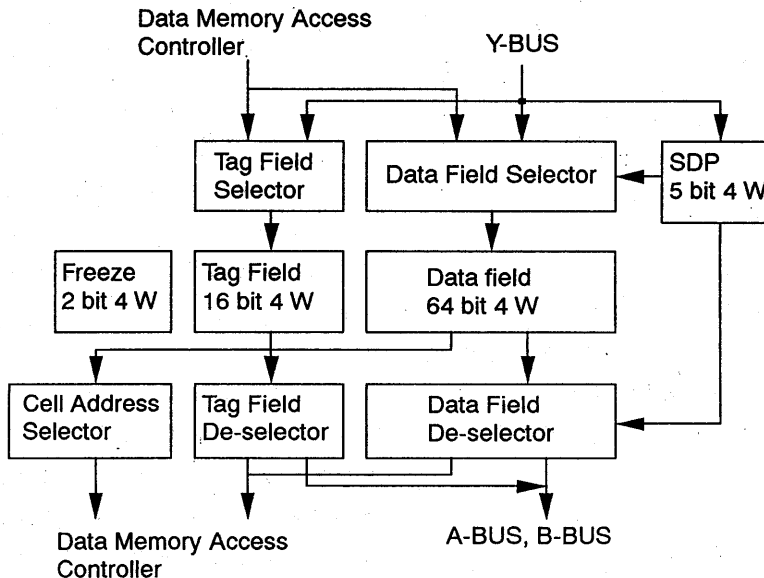 Data Memory Access
Controller
Y-BUS
Tag Field
Selector
Data Field Selector
SDP
5 bit 4 W
Freeze
2 bit 4 W
Tag Field
16 bit 4 W
Data field
64 bit 4 W
Cell Address
Selector
Tag Field
De-selector
Data Field
De-selector
Data Memory Access
Controller
A-BUS, B-BUS